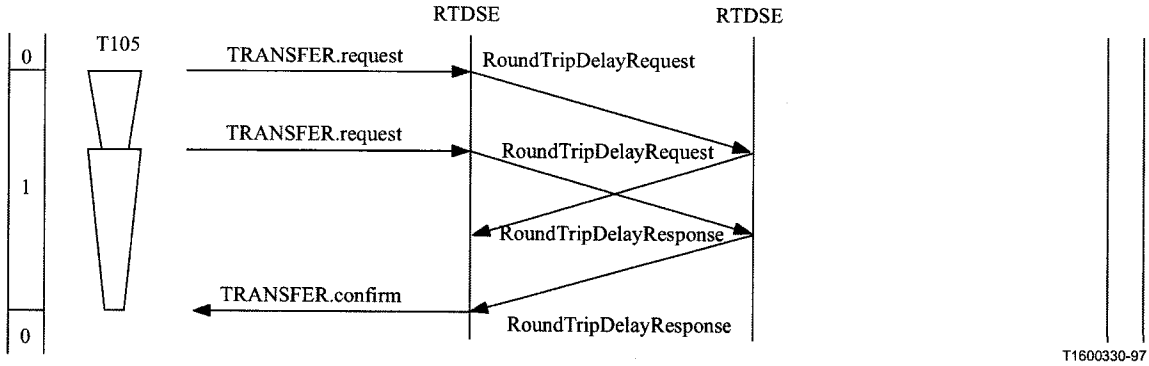 RTDSE
RTDSE
T105
0
TRANSFER.request
RoundTripDelayRequest
TRANSFER.request
RoundTripDelayRequest
1
RoundTripDelayResponse
TRANSFER.confirm
RoundTripDelayResponse
0
T1600330-97